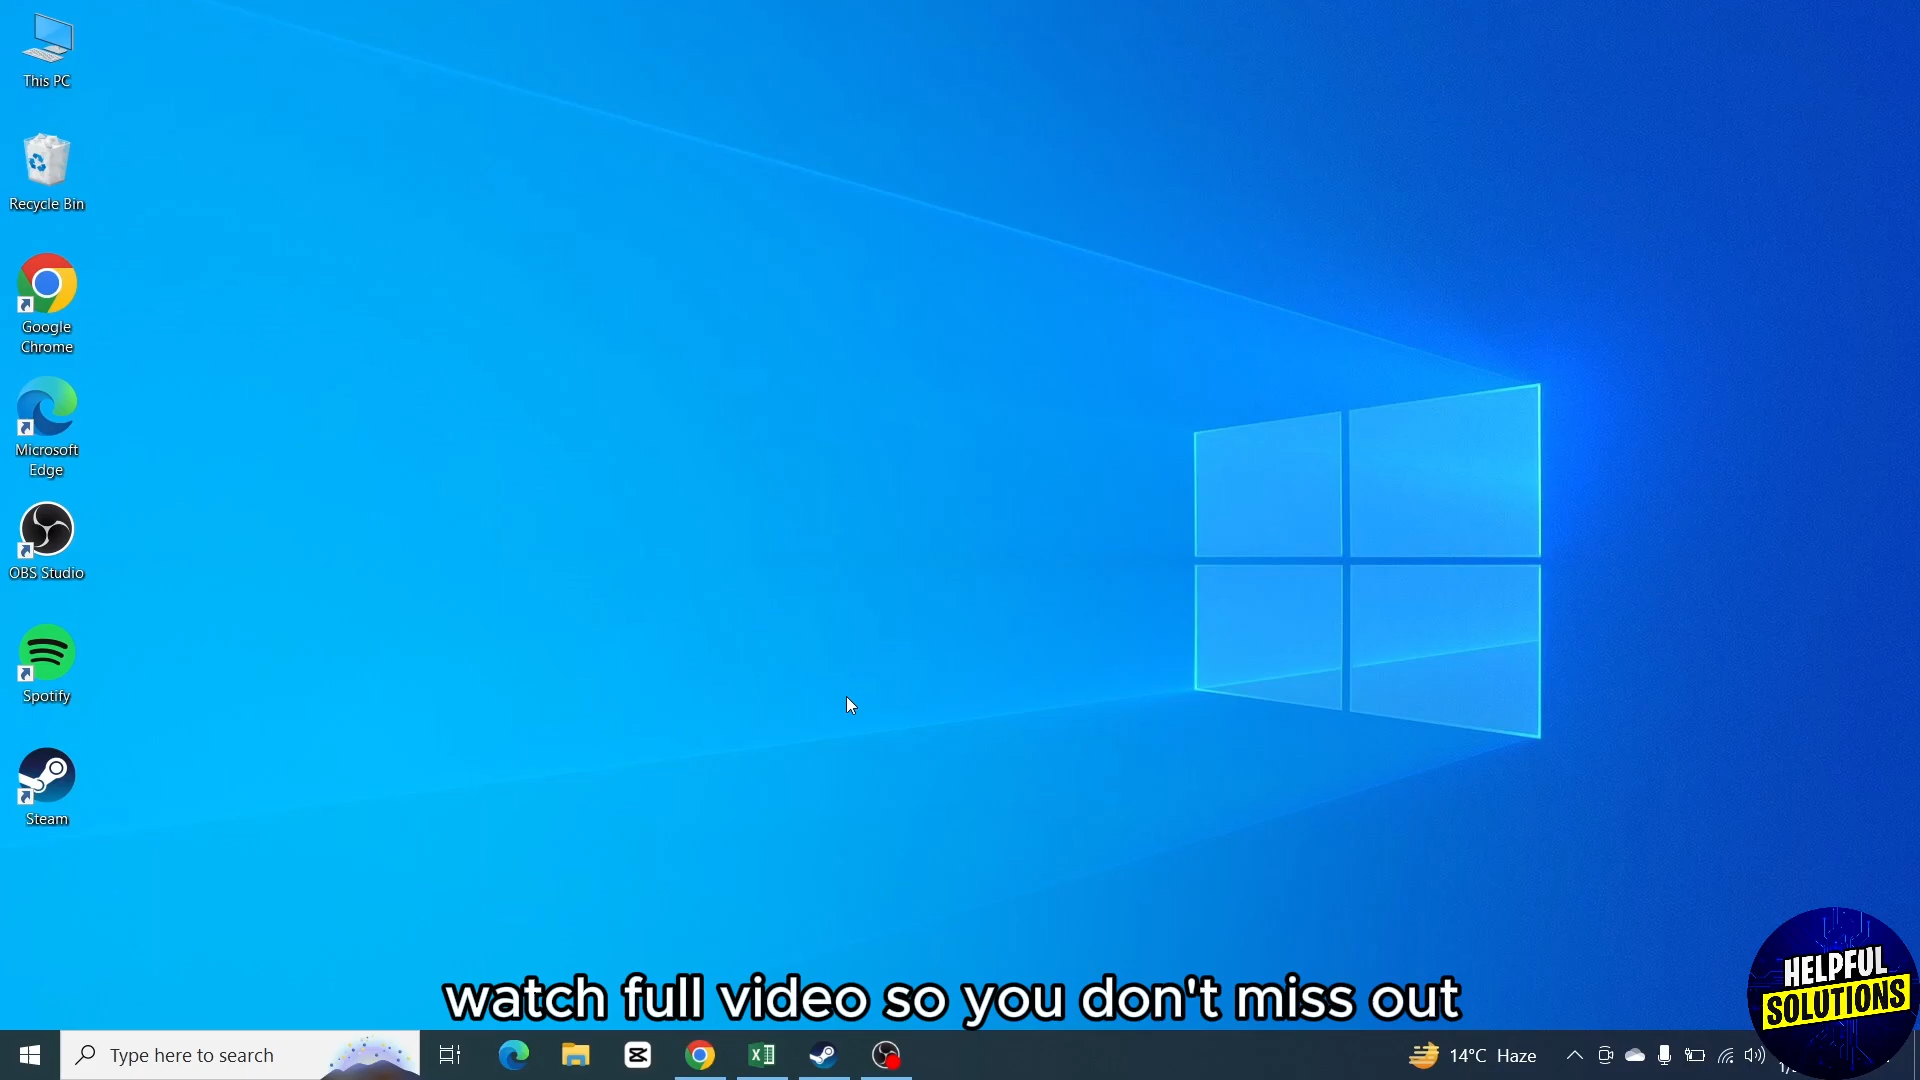 This PC
Recycle Bin
Google
Chrome
Microsoft
Edge
OBS Studio
Spotify
Steam
watch full video so you don't miss out
HELPFUL
SOLUTIONS
Type here to search
14°C Haze